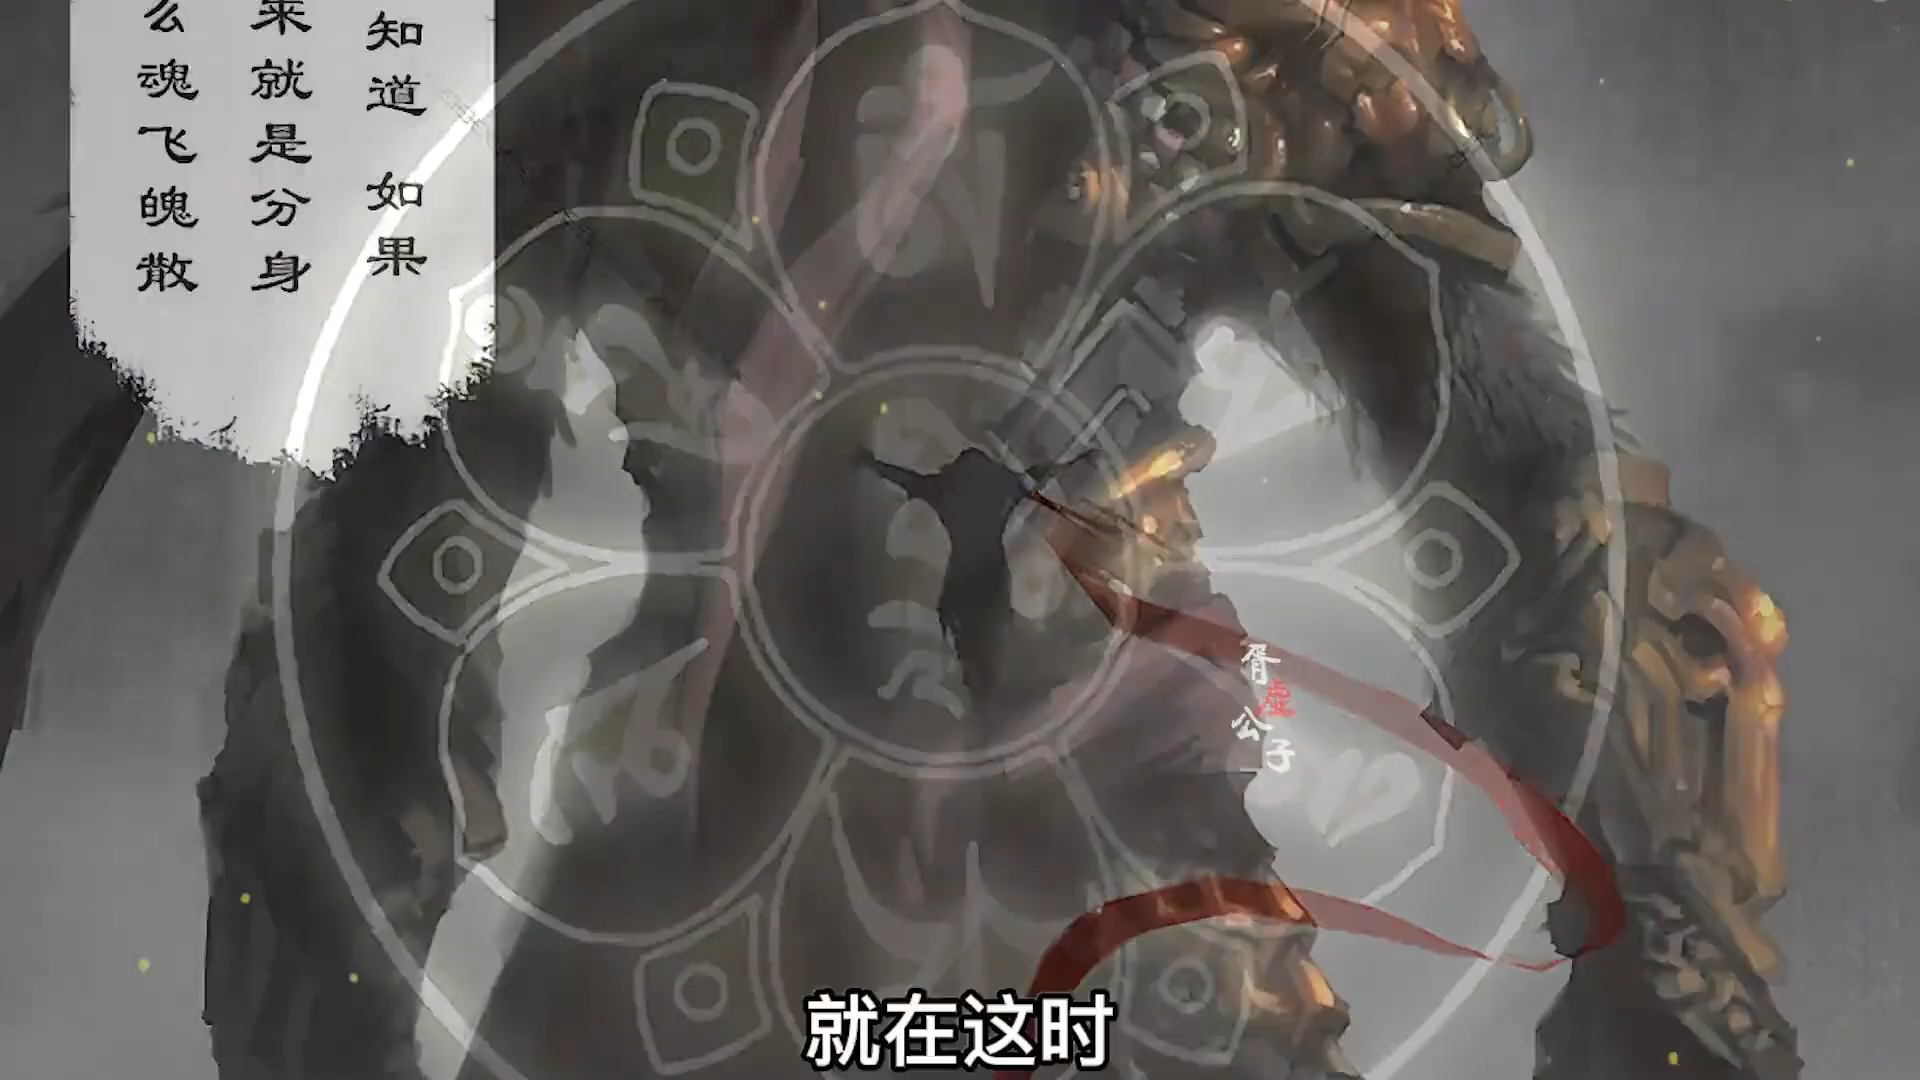 知道 如果
来就是分身
么魂飞魄散
胥虚公子
就在这时